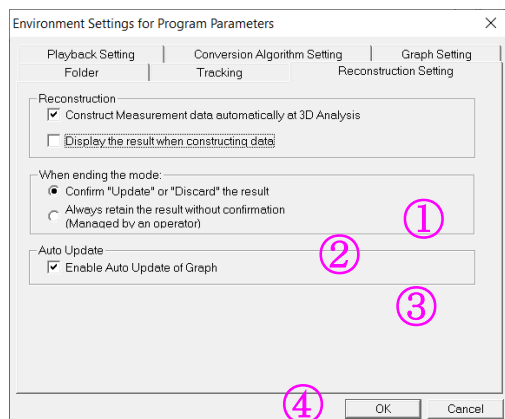 Environment Settings for Program Parameters
Playback Setting
Conversion Algorithm Setting
Graph Setting
Folder
Tracking
Reconstruction Setting
Reconstruction
Construct Measurement data automatically at 3D Analysis
Display the result when constructing data
When ending the mode:
Confirm "Update" or "Discard" the result
Always retain the result without confirmation
(Managed by an operator)
①
Auto Update
②
Enable Auto Update of Graph
③
④
OK
Cancel